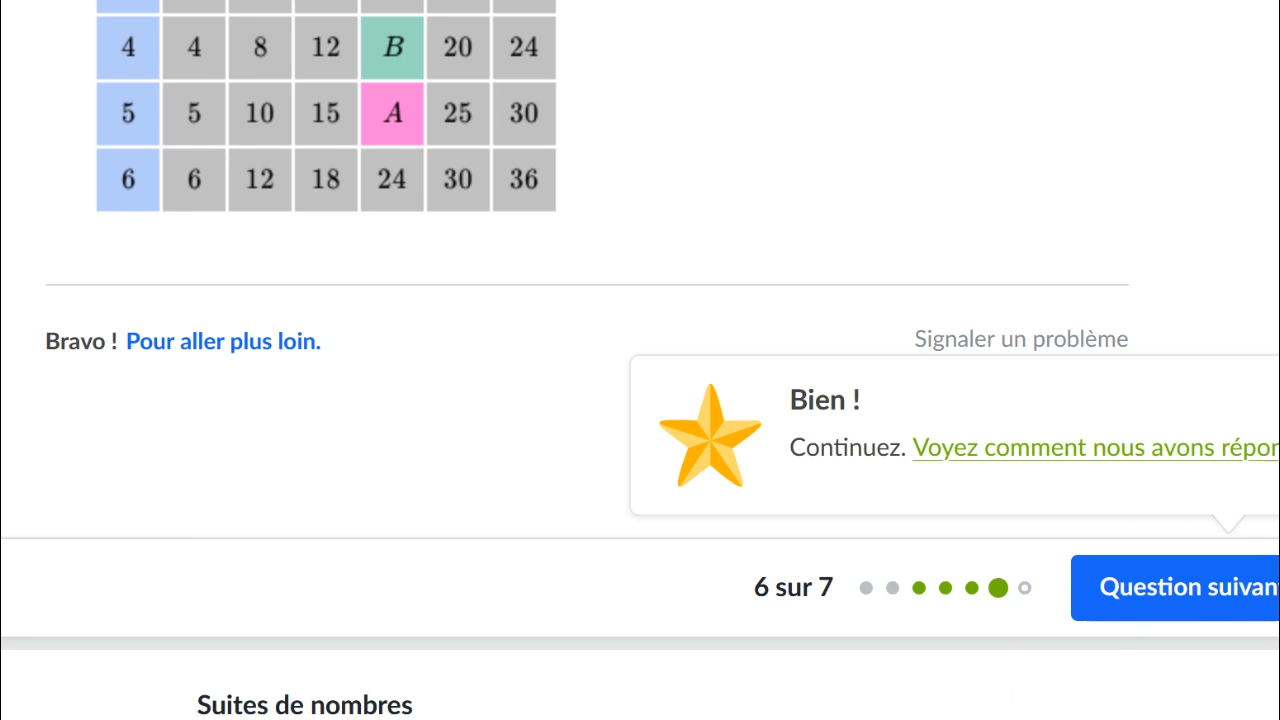 4 4 8 12 B 20 24
5 5 10 15 A 25 30
6 6 12 18 24 30 36
Bravo ! Pour aller plus loin.
Signaler un problème
Bien !
Continuez. Voyez comment nous avons répon
6 sur 7
Question suivan
Suites de nombres